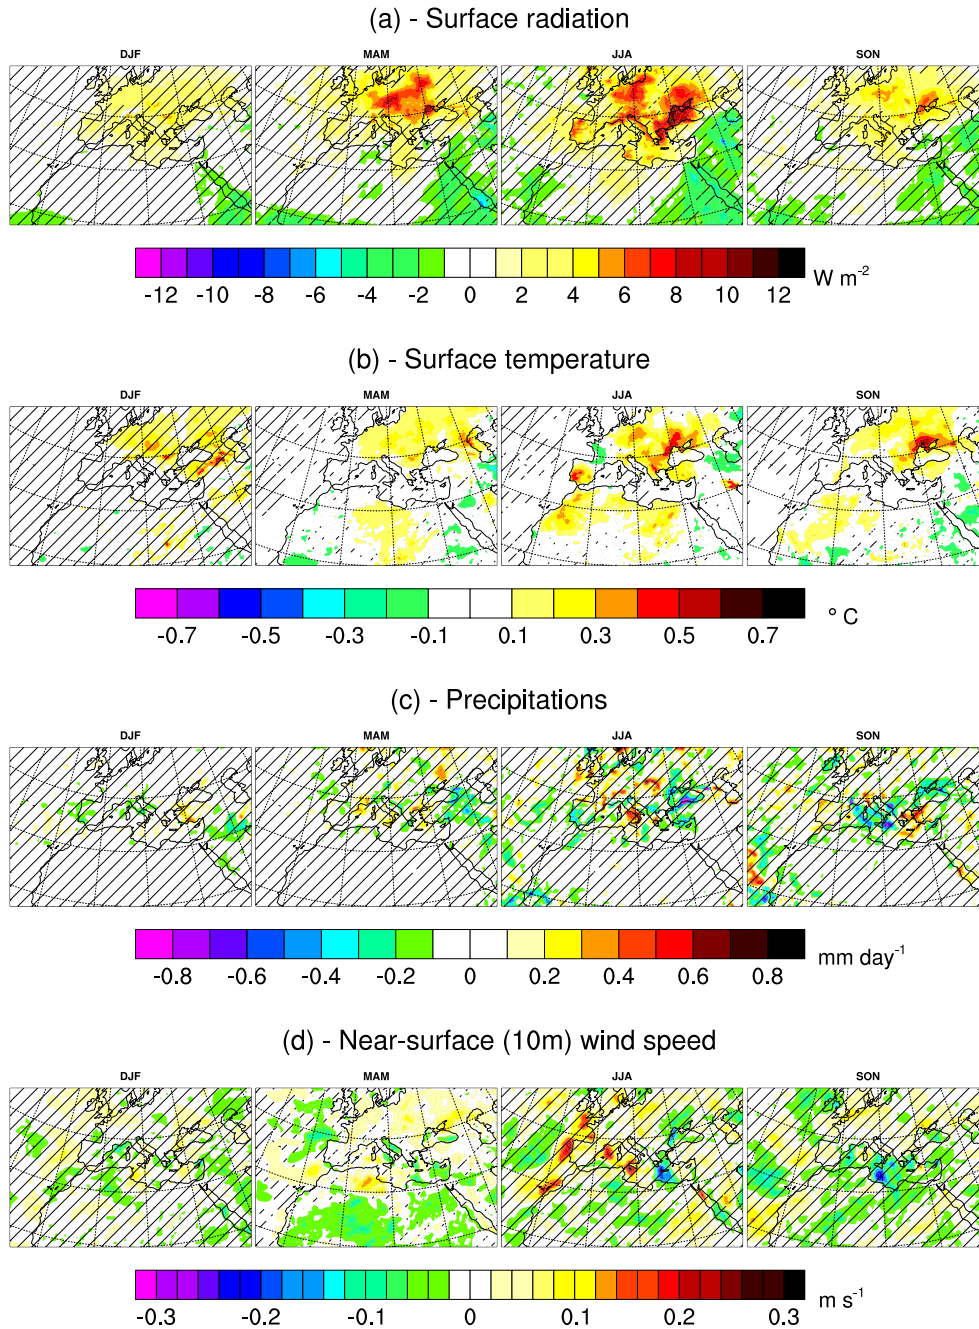 (a) - Surface radiation
DJF MAM JJA SON
-12 -10 -8 -6 -4 -2 0 2 4 6 8 10 12 W m-2
(b) - Surface temperature
DJF MAM JJA SON
-0.7 -0.5 -0.3 -0.1 0.1 0.3 0.5 0.7 ° C
(c) - Precipitations
DJF MAM JJA SON
-0.8 -0.6 -0.4 -0.2 0 0.2 0.4 0.6 0.8 mm day-1
(d) - Near-surface (10m) wind speed
DJF MAM JJA SON
-0.3 -0.2 -0.1 0 0.1 0.2 0.3 m s-1